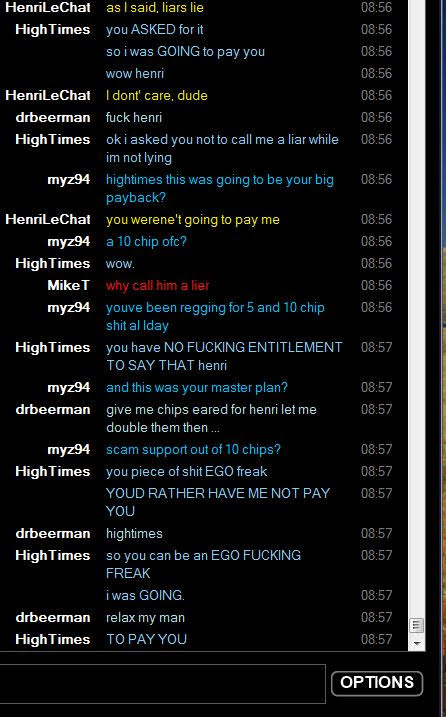 HenriLeChat as I said, liars lie 08:56
HighTimes you ASKED for it 08:56
so i was GOING to pay you 08:56
wow henri 08:56
HenriLeChat I dont' care, dude 08:56
drbeerman fuck henri 08:56
HighTimes ok i asked you not to call me a liar while 08:56
im not lying
myz94 hightimes this was going to be your big 08:56
payback?
HenriLeChat you werene't going to pay me 08:56
myz94 a 10 chip ofc? 08:56
HighTimes wow. 08:56
MikeT why call him a lier 08:56
myz94 youve been regging for 5 and 10 chip 08:56
shit al lday
HighTimes you have NO FUCKING ENTITLEMENT 08:57
TO SAY THAT henri
myz94 and this was your master plan? 08:57
drbeerman give me chips eared for henri let me 08:57
double them then ...
myz94 scam support out of 10 chips? 08:57
HighTimes you piece of shit EGO freak 08:57
YOUD RATHER HAVE ME NOT PAY 08:57
YOU
drbeerman hightimes 08:57
HighTimes so you can be an EGO FUCKING 08:57
FREAK
i was GOING. 08:57
drbeerman relax my man 08:57
HighTimes TO PAY YOU 08:57
OPTIONS